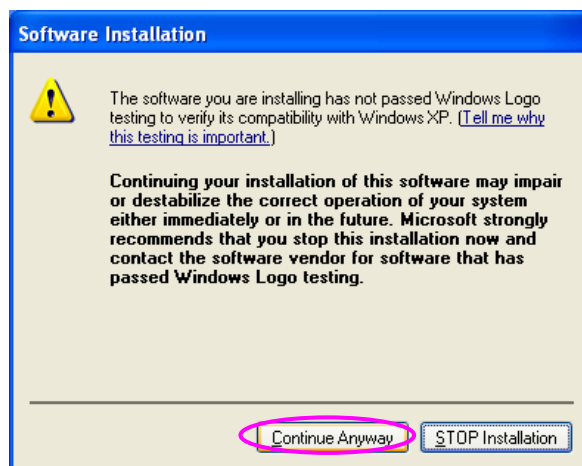 Software Installation
The software you are installing has not passed Windows Logo
testing to verify its compatibility with Windows XP. (Tell me why
this testing is important.)
Continuing your installation of this software may impair
or destabilize the correct operation of your system
either immediately or in the future. Microsoft strongly
recommends that you stop this installation now and
contact the software vendor for software that has
passed Windows Logo testing.
Continue Anyway
STOP Installation